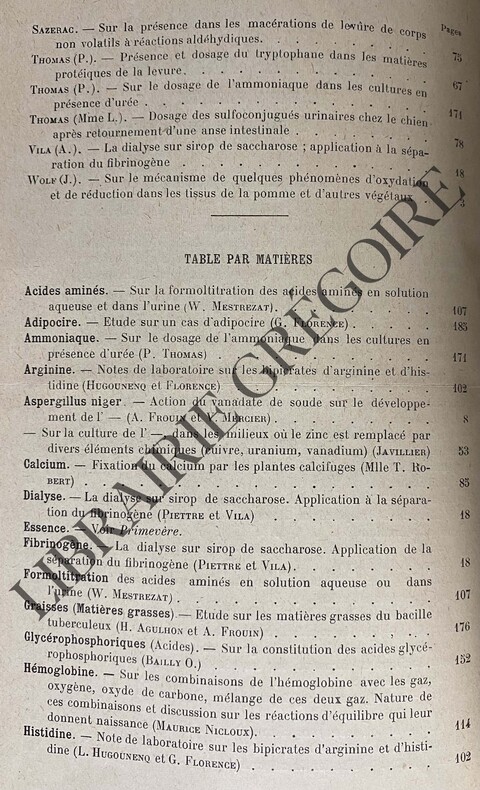 Pages
SAZERAC. — Sur la présence dans les macérations de levûre de corps
non volatils à réactions aldéhydiques. 75
THOMAS (P.). — Présence et dosage du tryptophane dans les matières
protéiques de la levure. 67
THOMAS (P.). — Sur le dosage de l'ammoniaque dans les cultures en
présence d'urée. 171
THOMAS (Mme L.). — Dosage des sulfoconjugués urinaires chez le chien
après retournement d'une anse intestinale. 78
VILA (A.). — La dialyse sur sirop de saccharose ; application à la sépa-
ration du fibrinogène. 18
WOLF (J.). — Sur le mécanisme de quelques phénomènes d'oxydation
et de réduction dans les tissus de la pomme et d'autres végétaux. 3
TABLE PAR MATIÈRES
Acides aminés. — Sur la formoltitration des acides aminés en solution
aqueuse et dans l'urine (W. MESTREZAT). 107
Adipocire. — Etude sur un cas d'adipocire (G. FLORENCE). 185
Ammoniaque. — Sur le dosage de l'ammoniaque dans les cultures en
présence d'urée (P. THOMAS) 171
Arginine. — Notes de laboratoire sur les bipicrates d'arginine et d'his-
tidine (HUGOUNENQ et FLORENCE) 102
Aspergillus niger. — Action du vanadate de soude sur le développe-
ment de l' — (A. FROUIN et V. MERCIER) 8
— Sur la culture de l' — dans les milieux où le zinc est remplacé par
divers éléments chimiques (cuivre, uranium, vanadium) (JAVILLIER) 53
Calcium. — Fixation du calcium par les plantes calcifuges (Mlle T. RO-
BERT) 85
Dialyse. — La dialyse sur sirop de saccharose. Application à la sépara-
tion du fibrinogène (PIETTRE et VILA) 18
Essence. — Voir Primevère.
Fibrinogène. — La dialyse sur sirop de saccharose. Application de la
séparation du fibrinogène (PIETTRE et VILA). 18
Formoltitration des acides aminés en solution aqueuse ou dans
l'urine (W. MESTREZAT) 107
Graisses (Matières grasses) — Etude sur les matières grasses du bacille
tuberculeux (H. AGULHON et A. FROUIN) 176
Glycérophosphoriques (Acides). — Sur la constitution des acides glycé-
rophosphoriques (BAILLY O.) 152
Hémoglobine. — Sur les combinaisons de l'hémoglobine avec les gaz,
oxygène, oxyde de carbone, mélange de ces deux gaz. Nature de
ces combinaisons et discussion sur les réactions d'équilibre qui leur
donnent naissance (MAURICE NICLOUX). 114
Histidine. — Note de laboratoire sur les bipicrates d'arginine et d'histi-
dine (L. HUGOUNENQ et G. FLORENCE) 102
LIBRAIRIE GRÉGOIRE